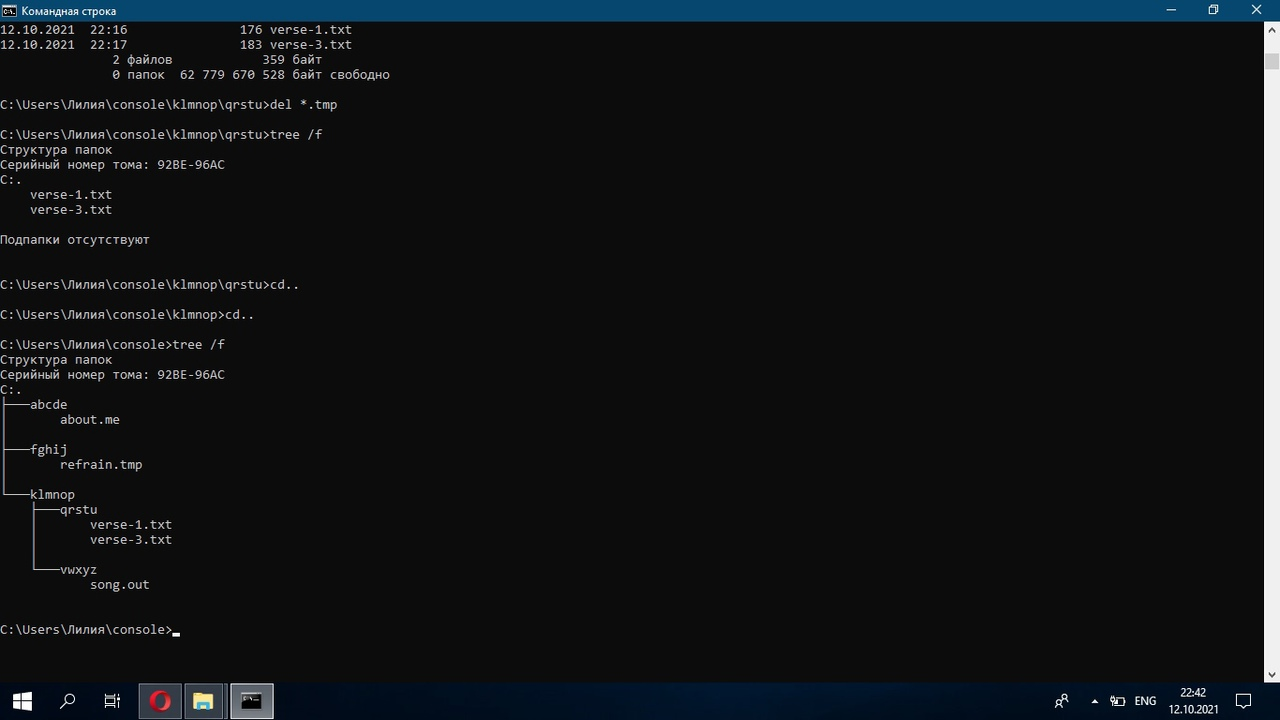 Командная строка
12.10.2021  22:16               176 verse-1.txt
12.10.2021  22:17               183 verse-3.txt
               2 файлов            359 байт
               0 папок  62 779 670 528 байт свободно
C:\Users\Лилия\console\klmnop\qrstu>del *.tmp
C:\Users\Лилия\console\klmnop\qrstu>tree /f
Структура папок
Серийный номер тома: 92BE-96AC
C:.
    verse-1.txt
    verse-3.txt
Подпапки отсутствуют
C:\Users\Лилия\console\klmnop\qrstu>cd..
C:\Users\Лилия\console\klmnop>cd..
C:\Users\Лилия\console>tree /f
Структура папок
Серийный номер тома: 92BE-96AC
C:.
├───abcde
│       about.me
├───fghij
│       refrain.tmp
└───klmnop
    ├───qrstu
    │       verse-1.txt
    │       verse-3.txt
    └───vwxyz
            song.out
C:\Users\Лилия\console>
ENG
22:42
12.10.2021